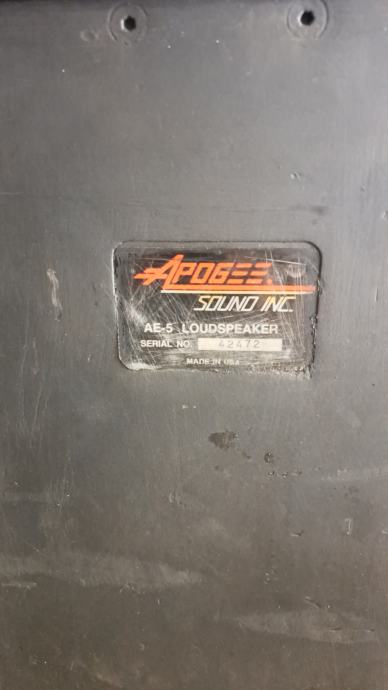 APOGEE
SOUND INC.
AE-5 LOUDSPEAKER
SERIAL NO. 42472
MADE IN USA